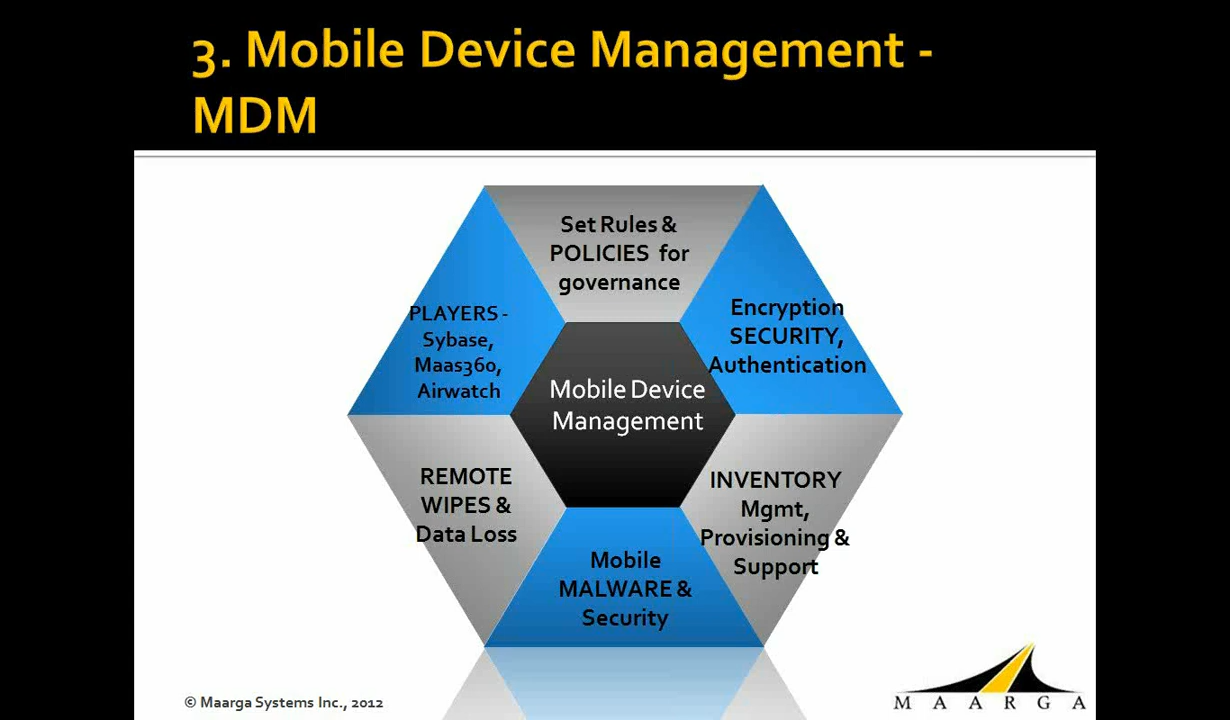 3. Mobile Device Management -
MDM
Set Rules &
POLICIES for
governance
Encryption
SECURITY,
Authentication
INVENTORY
Mgmt,
Provisioning &
Support
Mobile
MALWARE &
Security
REMOTE
WIPES &
Data Loss
PLAYERS -
Sybase,
Maas360,
Airwatch
Mobile Device
Management
© Maarga Systems Inc., 2012
MAARGA